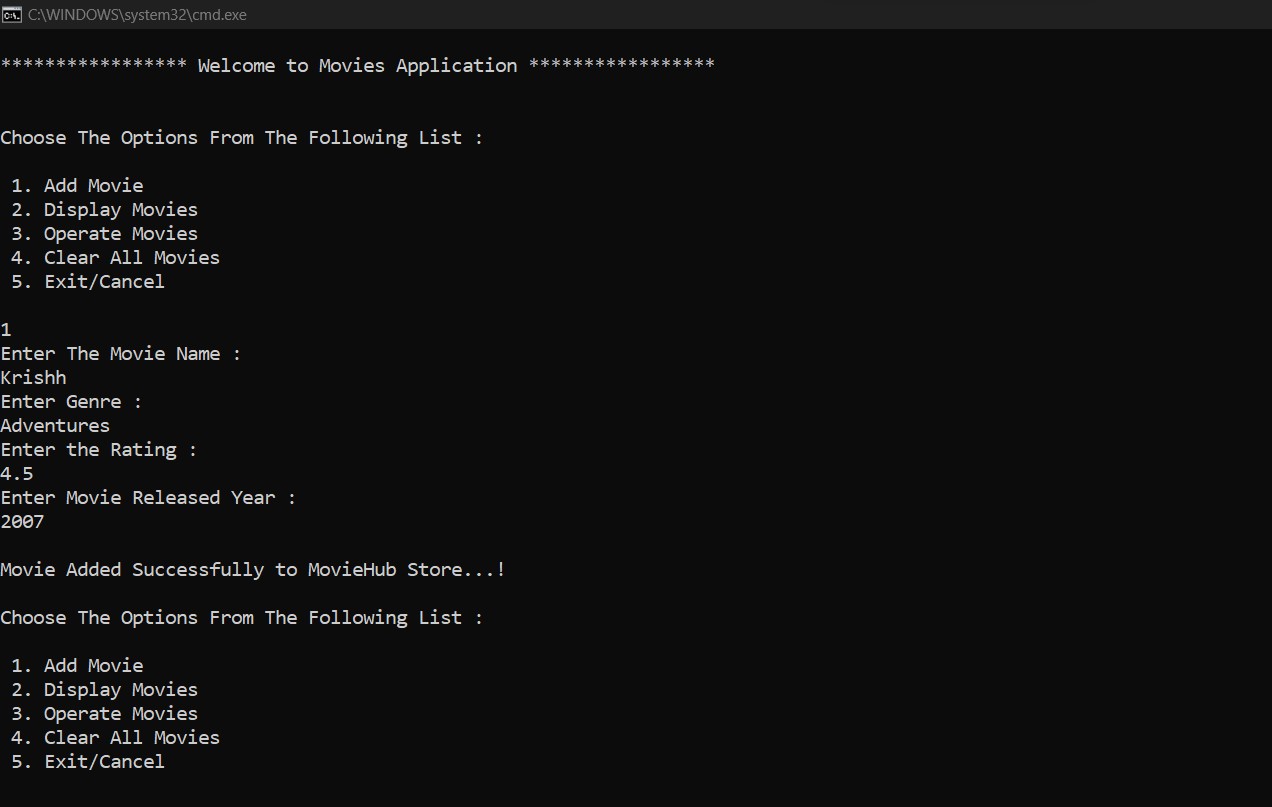 C:\WINDOWS\system32\cmd.exe
***************** Welcome to Movies Application *****************
Choose The Options From The Following List :
1. Add Movie
2. Display Movies
3. Operate Movies
4. Clear All Movies
5. Exit/Cancel
1
Enter The Movie Name :
Krishh
Enter Genre :
Adventures
Enter the Rating :
4.5
Enter Movie Released Year :
2007
Movie Added Successfully to MovieHub Store...!
Choose The Options From The Following List :
1. Add Movie
2. Display Movies
3. Operate Movies
4. Clear All Movies
5. Exit/Cancel